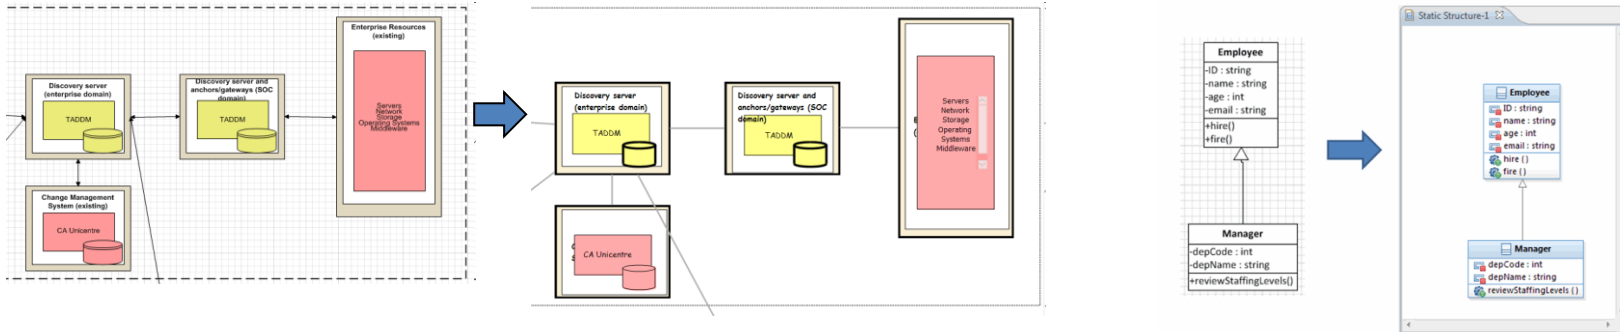 Enterprise Resources
(existing)
Discovery server
(enterprise domain)
TADDM
Discovery server and
anchors/gateways (SOC
domain)
TADDM
Servers
Network
Storage
Operating Systems
Middleware
Change Management
System (existing)
CA Unicentre
Discovery server
(enterprise domain)
TADDM
Discovery server and
anchors/gateways (SOC
domain)
TADDM
Servers
Network
Storage
Operating
Systems
Middleware
CA Unicentre
Employee
-ID : string
-name : string
-age : int
-email : string
+hire()
+fire()
Manager
-depCode : int
-depName : string
+reviewStaffingLevels()
Static Structure-1
Employee
ID : string
name : string
age : int
email : string
hire ( )
fire ( )
Manager
depCode : int
depName : string
reviewStaffingLevels ( )